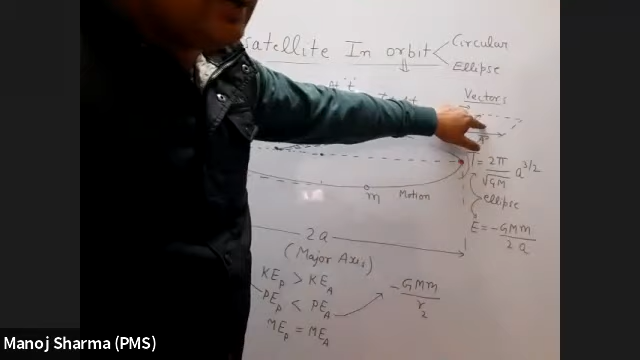 satellite In orbit
Circular
Ellipse
Vectors
T = 2π/√GM a^3/2
ellipse
E = -GMm/2a
m
Motion
2a
(Major Axis)
KE_P > KE_A
PE_P < PE_A
-GMm/r_2
ME_P = ME_A
Manoj Sharma (PMS)